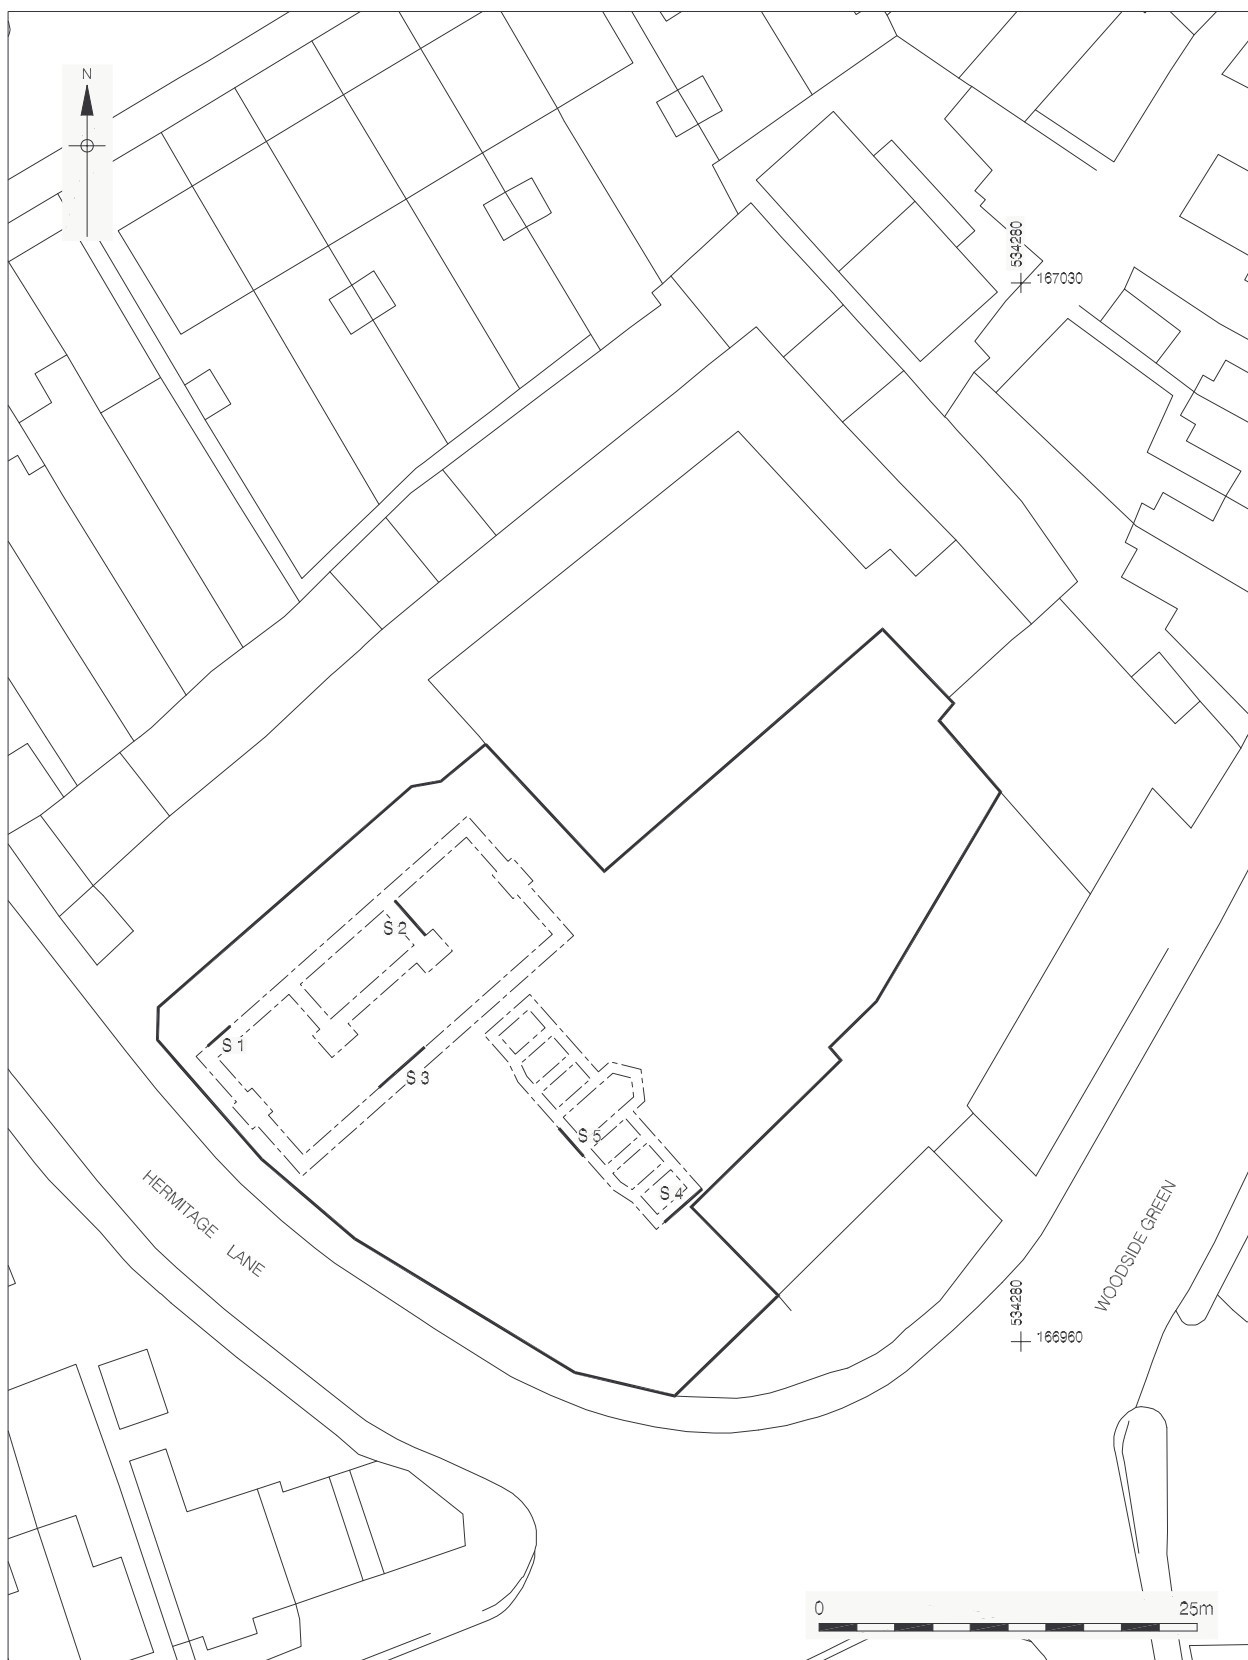 N
534280
167030
S 2
S 1
S 3
S 5
S 4
HERMITAGE LANE
WOODSIDE GREEN
534280
166960
0 25m